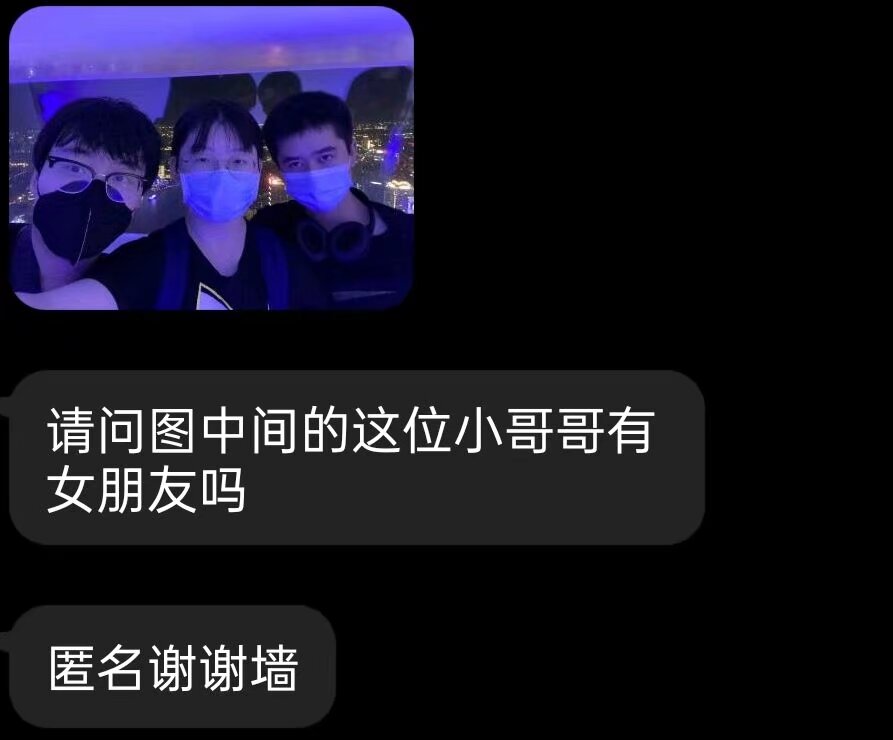 请问图中间的这位小哥哥有
女朋友吗
匿名谢谢墙